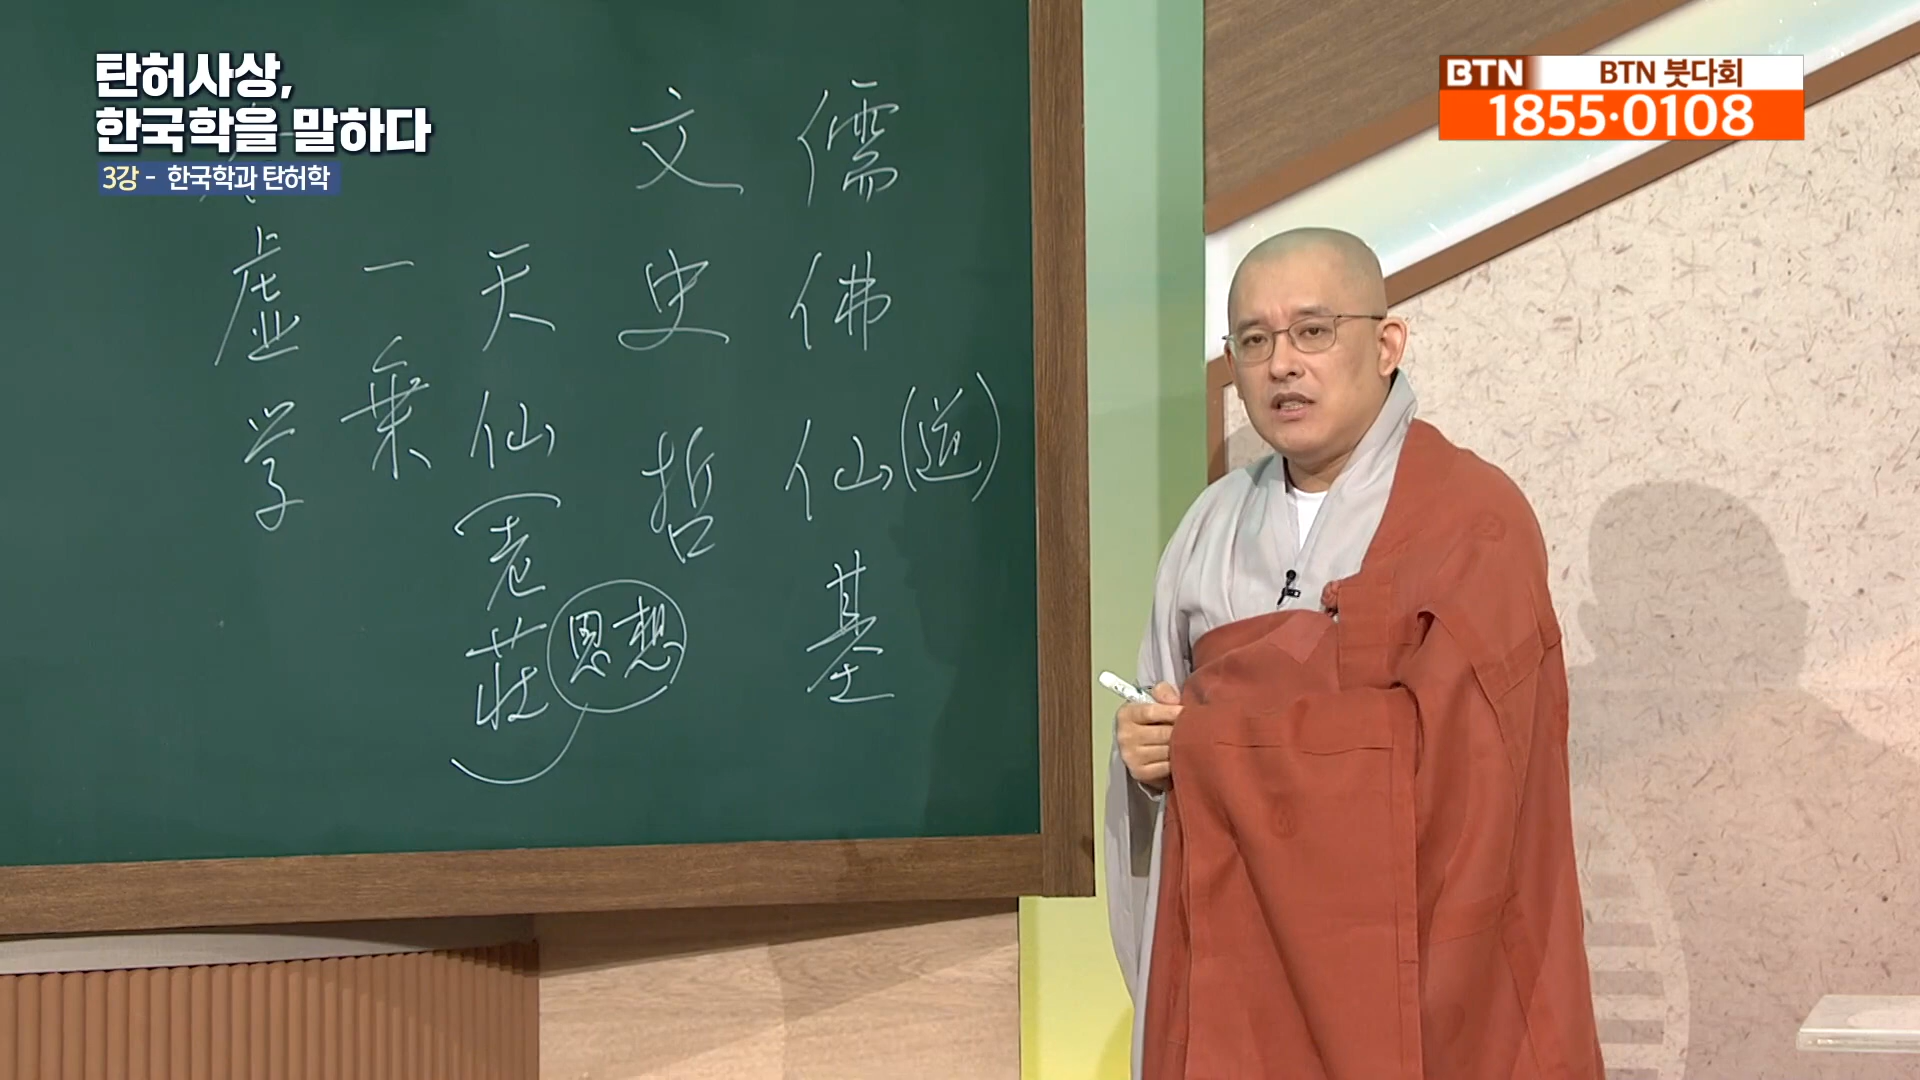 탄허사상,
한국학을 말하다
3강 - 한국학과 탄허학
BTN
BTN 붓다회
1855·0108
儒佛仙(道)基
文史哲
天仙(老莊思想)
一乘
虛学